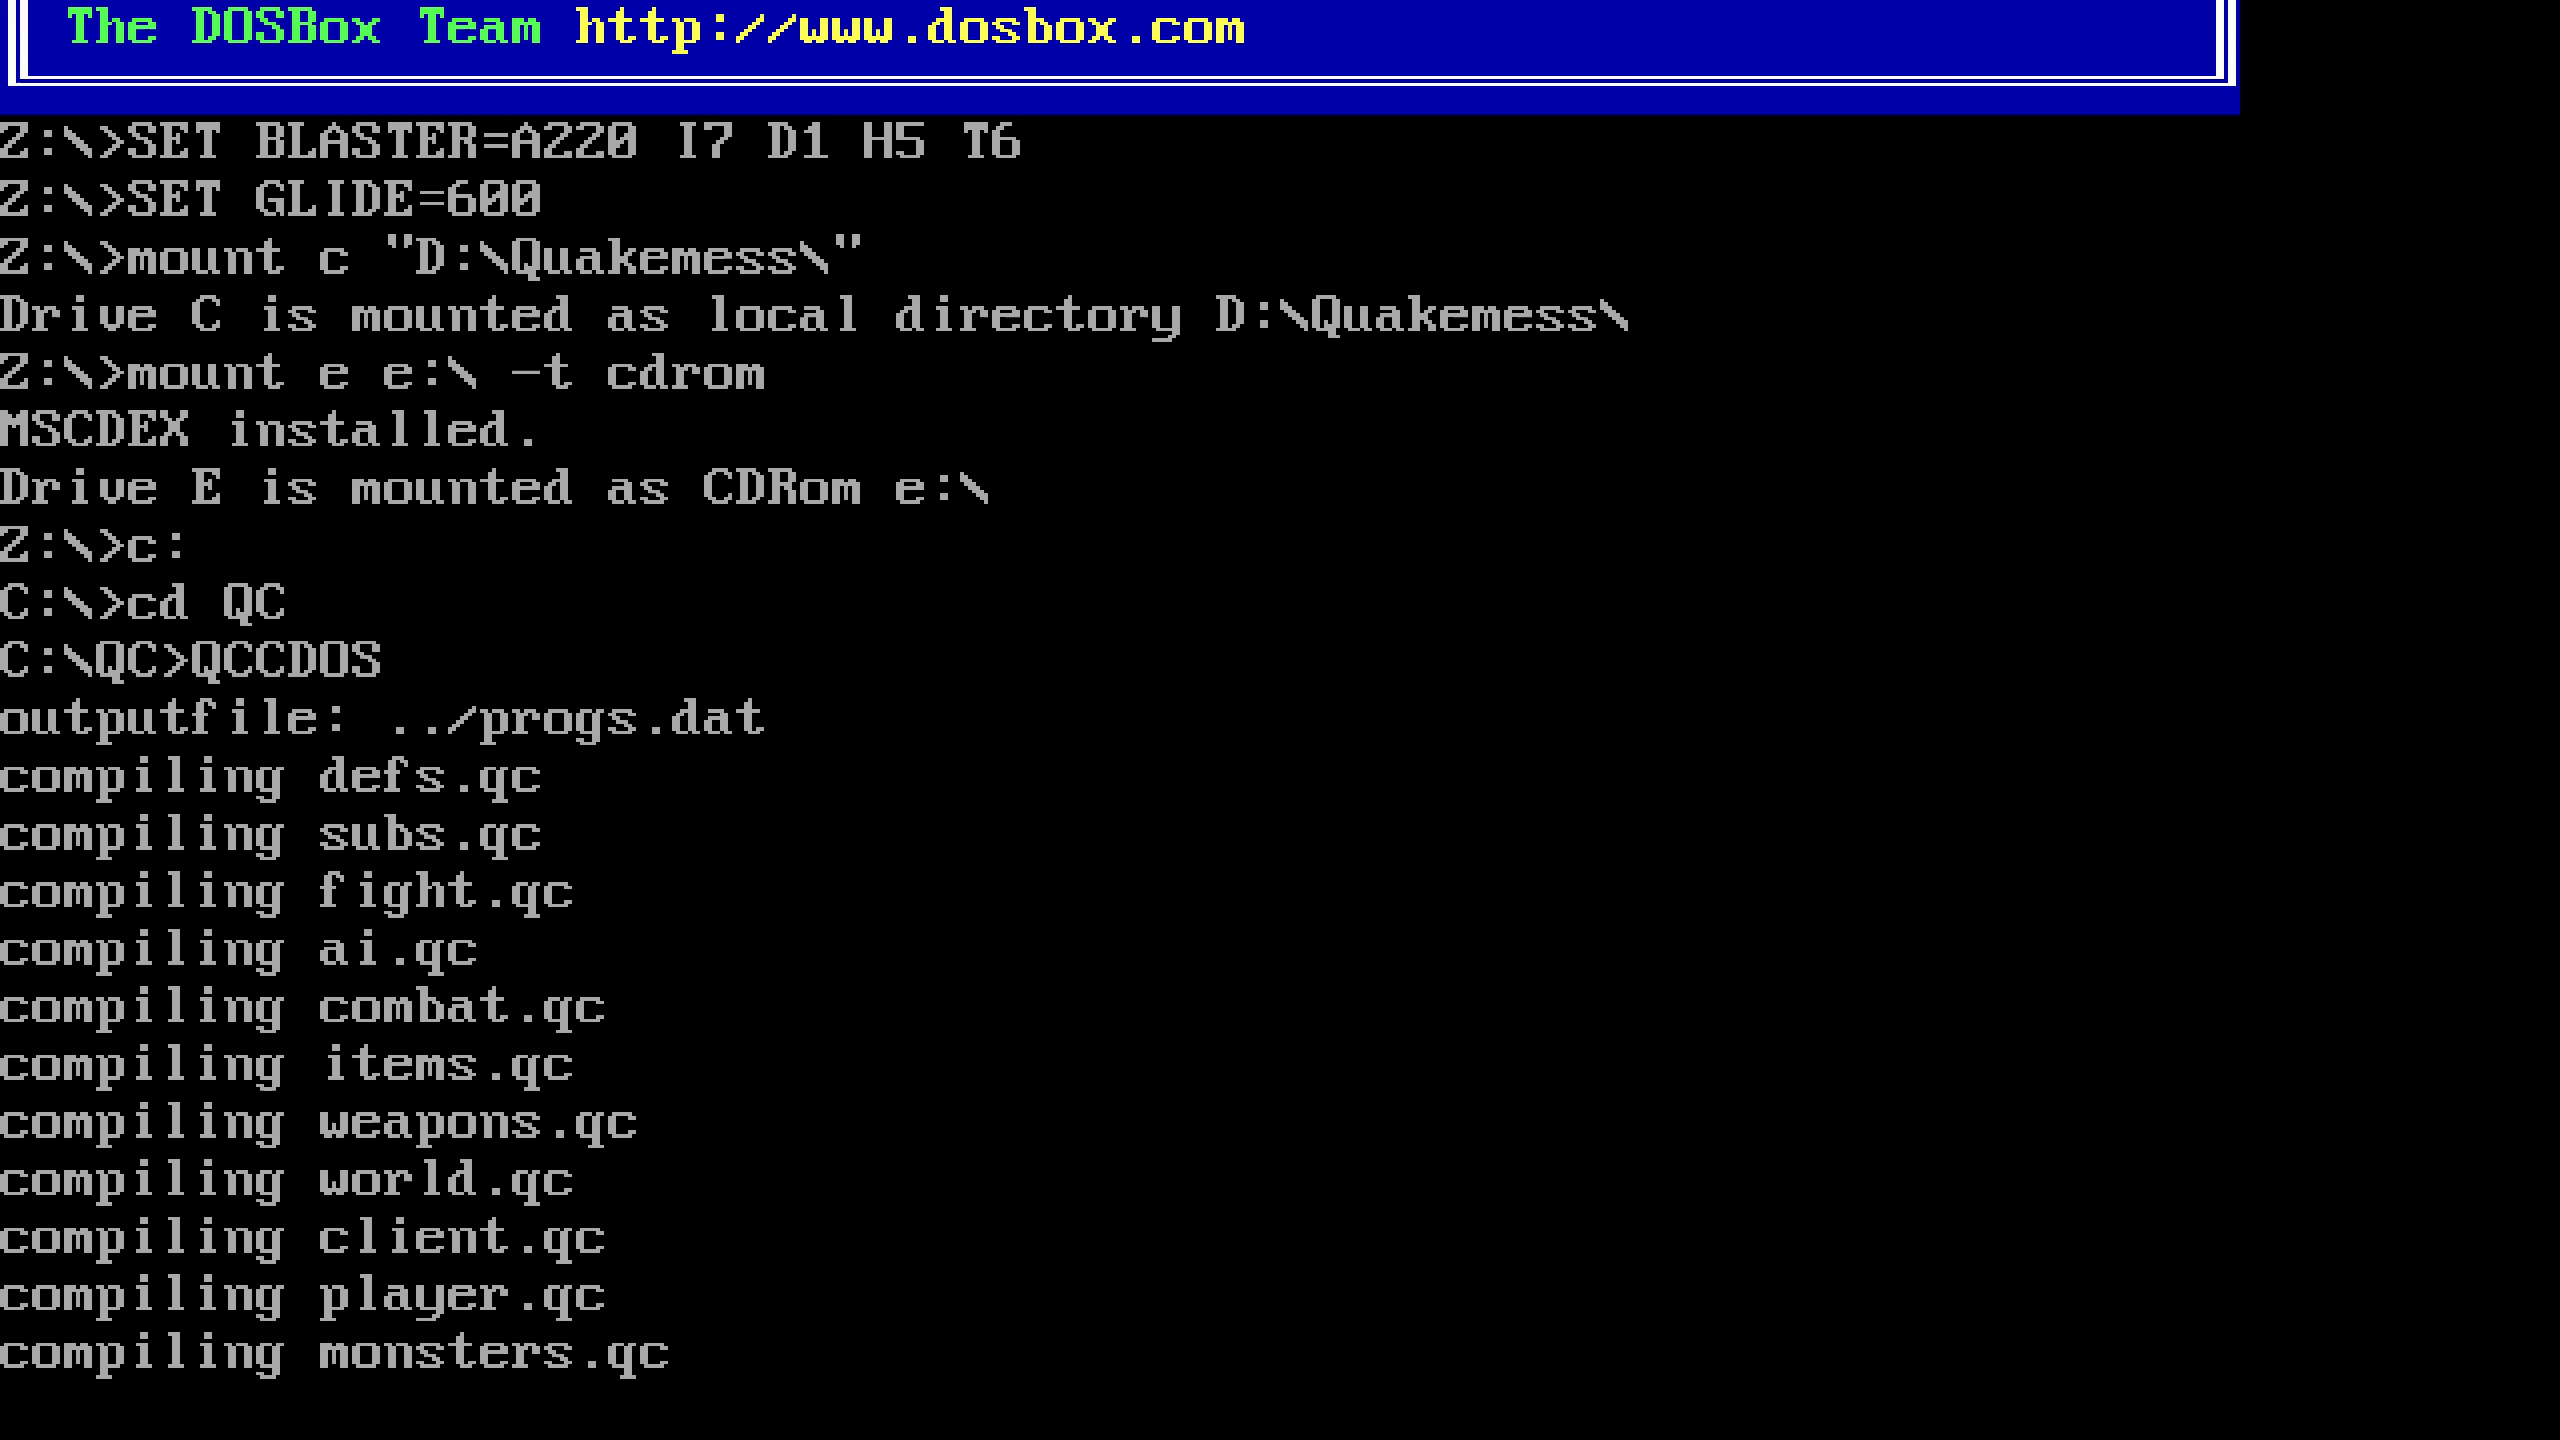 The DOSBox Team http://www.dosbox.com
Z:\>SET BLASTER=A220 I7 D1 H5 T6
Z:\>SET GLIDE=600
Z:\>mount c "D:\Quakemess\"
Drive C is mounted as local directory D:\Quakemess\
Z:\>mount e e:\ -t cdrom
MSCDEX installed.
Drive E is mounted as CDRom e:\
Z:\>c:
C:\>cd QC
C:\QC>QCCDOS
outputfile: ../progs.dat
compiling defs.qc
compiling subs.qc
compiling fight.qc
compiling ai.qc
compiling combat.qc
compiling items.qc
compiling weapons.qc
compiling world.qc
compiling client.qc
compiling player.qc
compiling monsters.qc